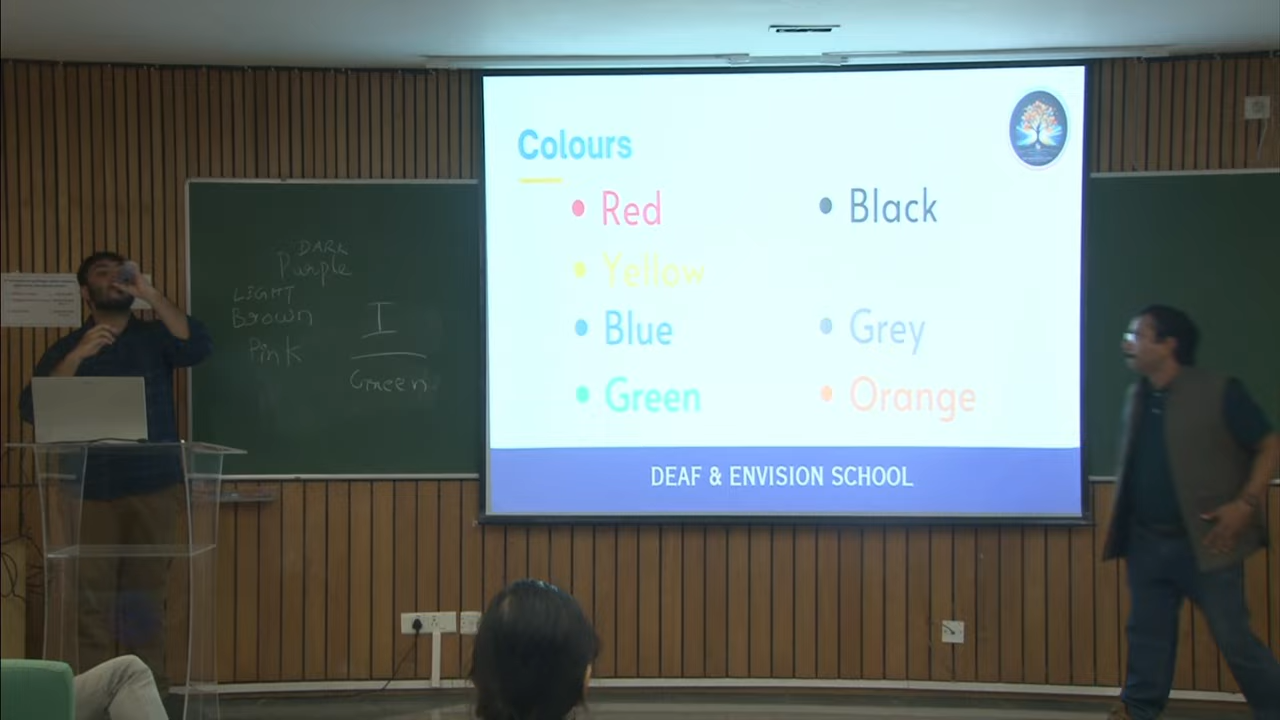 DARK
Purple
LIGHT
Brown
Pink
I
Green
Colours
• Red
• Yellow
• Blue
• Green
• Black
• Grey
• Orange
DEAF & ENVISION SCHOOL